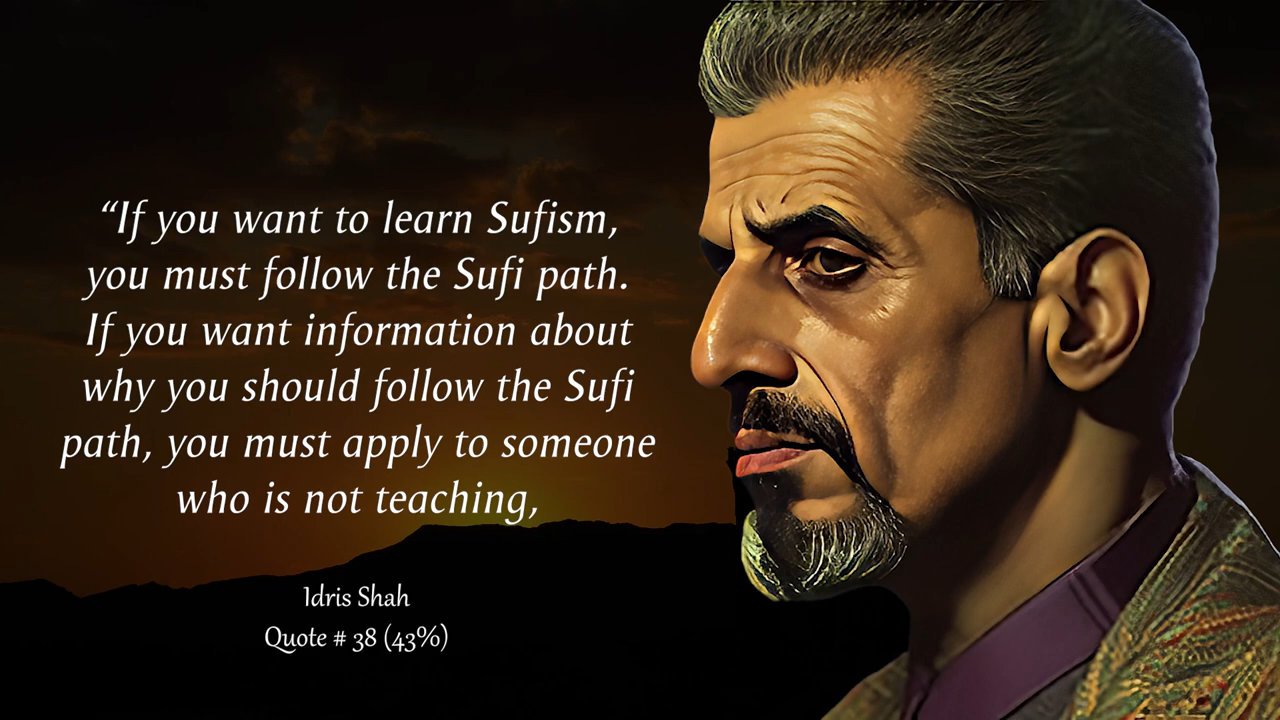 “If you want to learn Sufism,
you must follow the Sufi path.
If you want information about
why you should follow the Sufi
path, you must apply to someone
who is not teaching,
Idris Shah
Quote # 38 (43%)